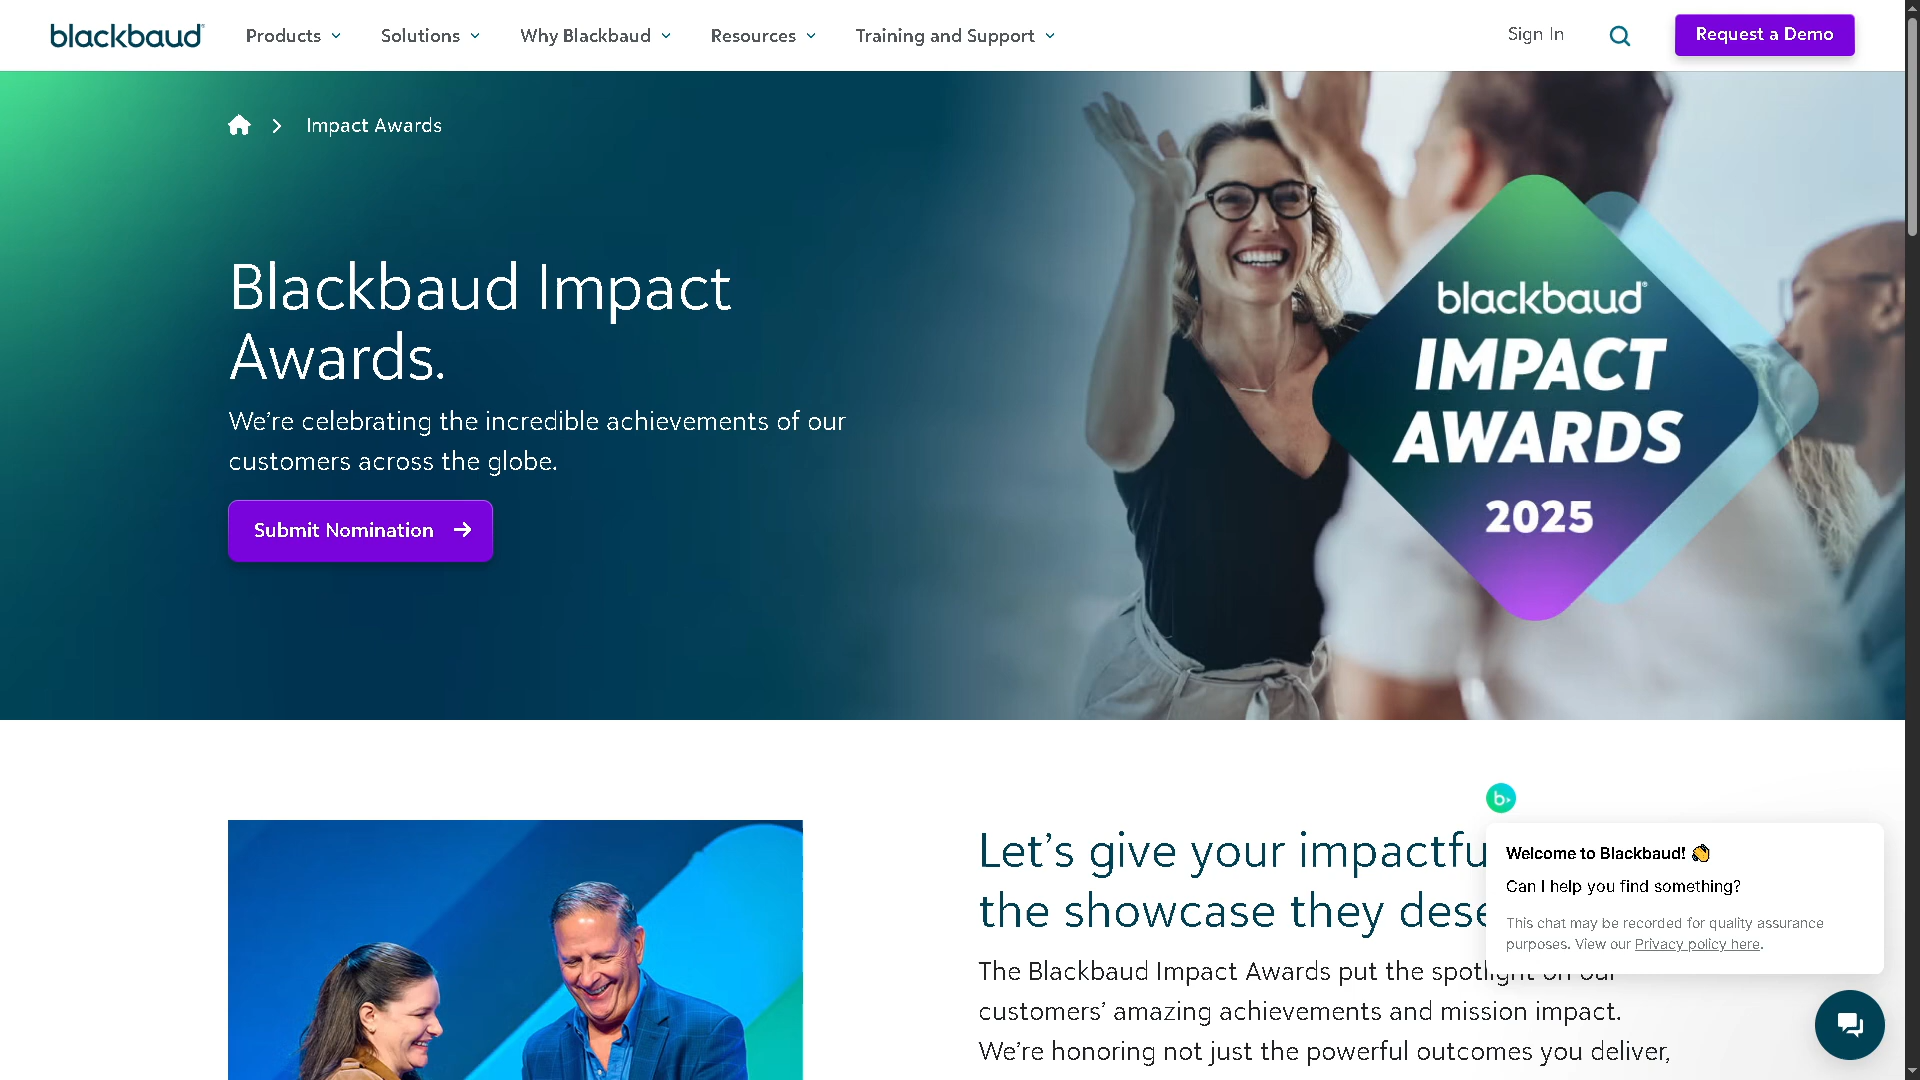 blackbaud®
Products
Solutions
Why Blackbaud
Resources
Training and Support
Sign In
Request a Demo
Impact Awards
Blackbaud Impact
Awards.
We’re celebrating the incredible achievements of our
customers across the globe.
Submit Nomination
blackbaud®
IMPACT
AWARDS
2025
Let’s give your
the showcase they
The Blackbaud Impact Awards put the spotlight on our
customers’ amazing achievements and mission impact.
We’re honoring not just the powerful outcomes you deliver,
b
Welcome to Blackbaud! 👋
Can I help you find something?
This chat may be recorded for quality assurance
purposes. View our Privacy policy here.